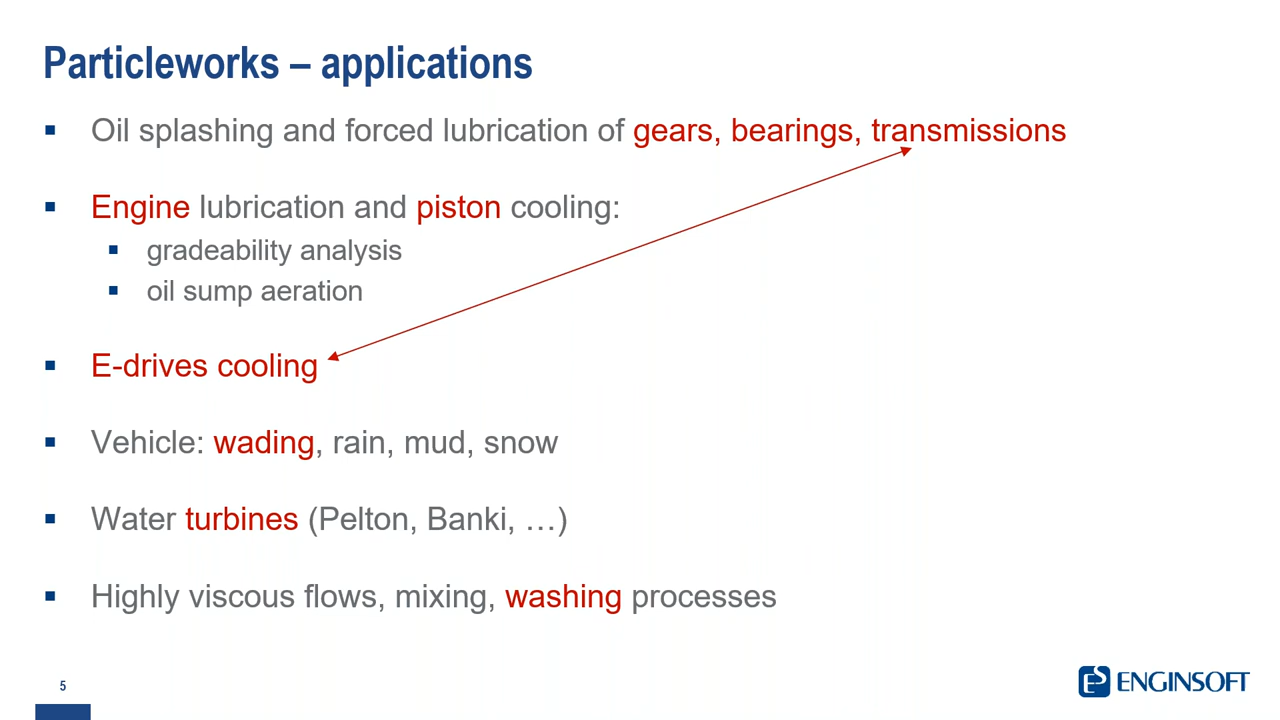 Particleworks – applications
▪ Oil splashing and forced lubrication of gears, bearings, transmissions
▪ Engine lubrication and piston cooling:
▪ gradeability analysis
▪ oil sump aeration
▪ E-drives cooling
▪ Vehicle: wading, rain, mud, snow
▪ Water turbines (Pelton, Banki, …)
▪ Highly viscous flows, mixing, washing processes
5
ENGINSOFT